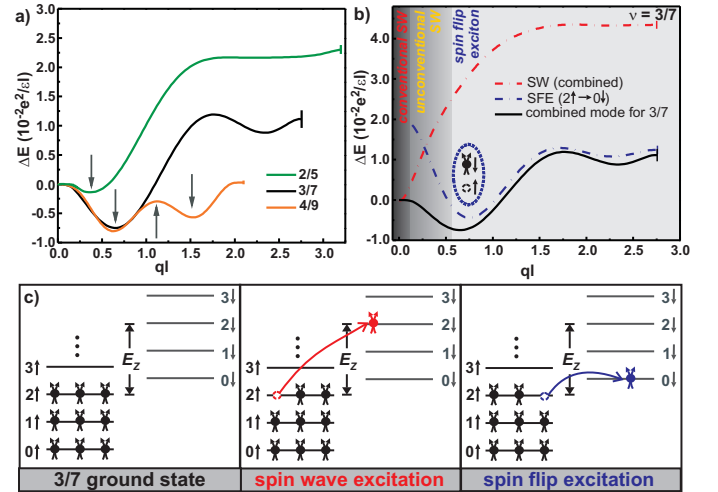 a)
ΔE (10⁻²e²/εl)
3.0
2.5
2.0
1.5
1.0
0.5
0.0
-0.5
-1.0
0.0 0.5 1.0 1.5 2.0 2.5 3.0
ql
2/5
3/7
4/9
b)
ΔE (10⁻²e²/εl)
4.0
3.0
2.0
1.0
0.0
-1.0
0.0 0.5 1.0 1.5 2.0 2.5 3.0
ql
conventional SW
unconventional
SW
spin flip
exciton
ν = 3/7
SW (combined)
SFE (2↑→0↓)
combined mode for 3/7
c)
3↓
2↓
1↓
0↓
E_Z
3↑
2↑
1↑
0↑
3/7 ground state
3↓
2↓
1↓
0↓
E_Z
3↑
2↑
1↑
0↑
spin wave excitation
3↓
2↓
1↓
0↓
E_Z
3↑
2↑
1↑
0↑
spin flip excitation